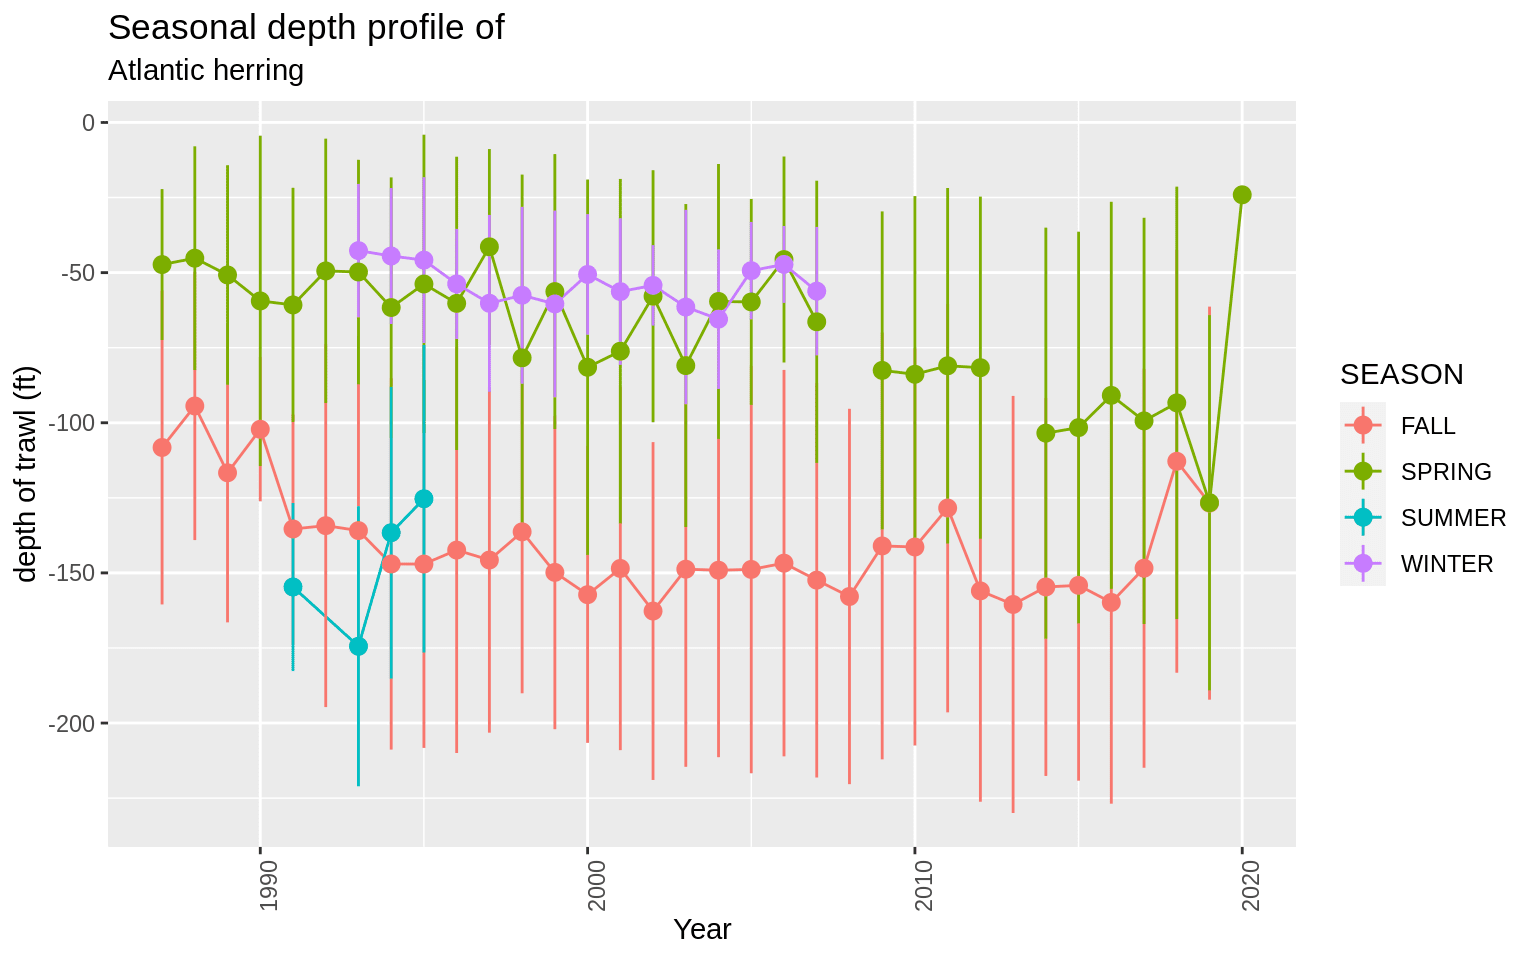 Seasonal depth profile of
Atlantic herring
0
-50
-100
-150
-200
depth of trawl (ft)
1990
2000
2010
2020
Year
SEASON
FALL
SPRING
SUMMER
WINTER